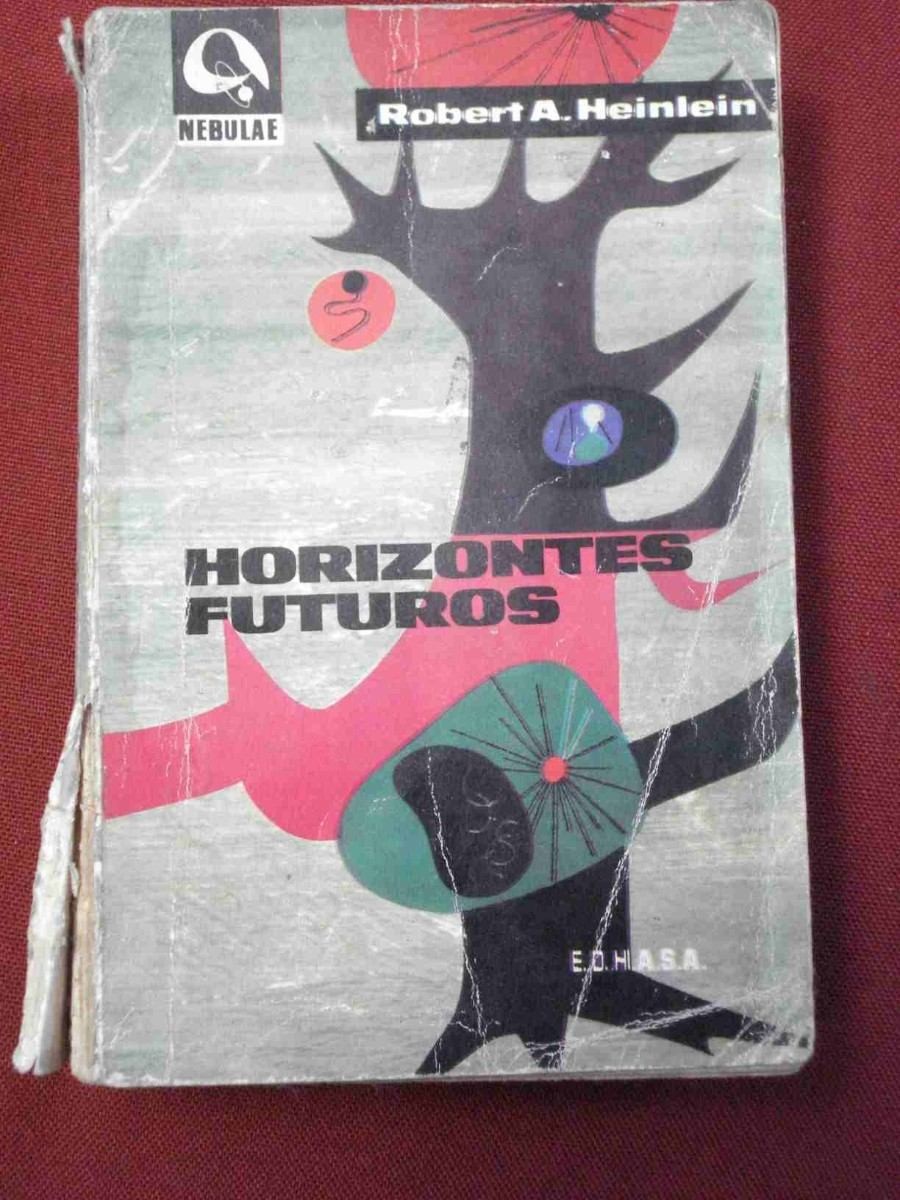 NEBULAE
Robert A. Heinlein
HORIZONTES
FUTUROS
E.D.H.A.S.A.